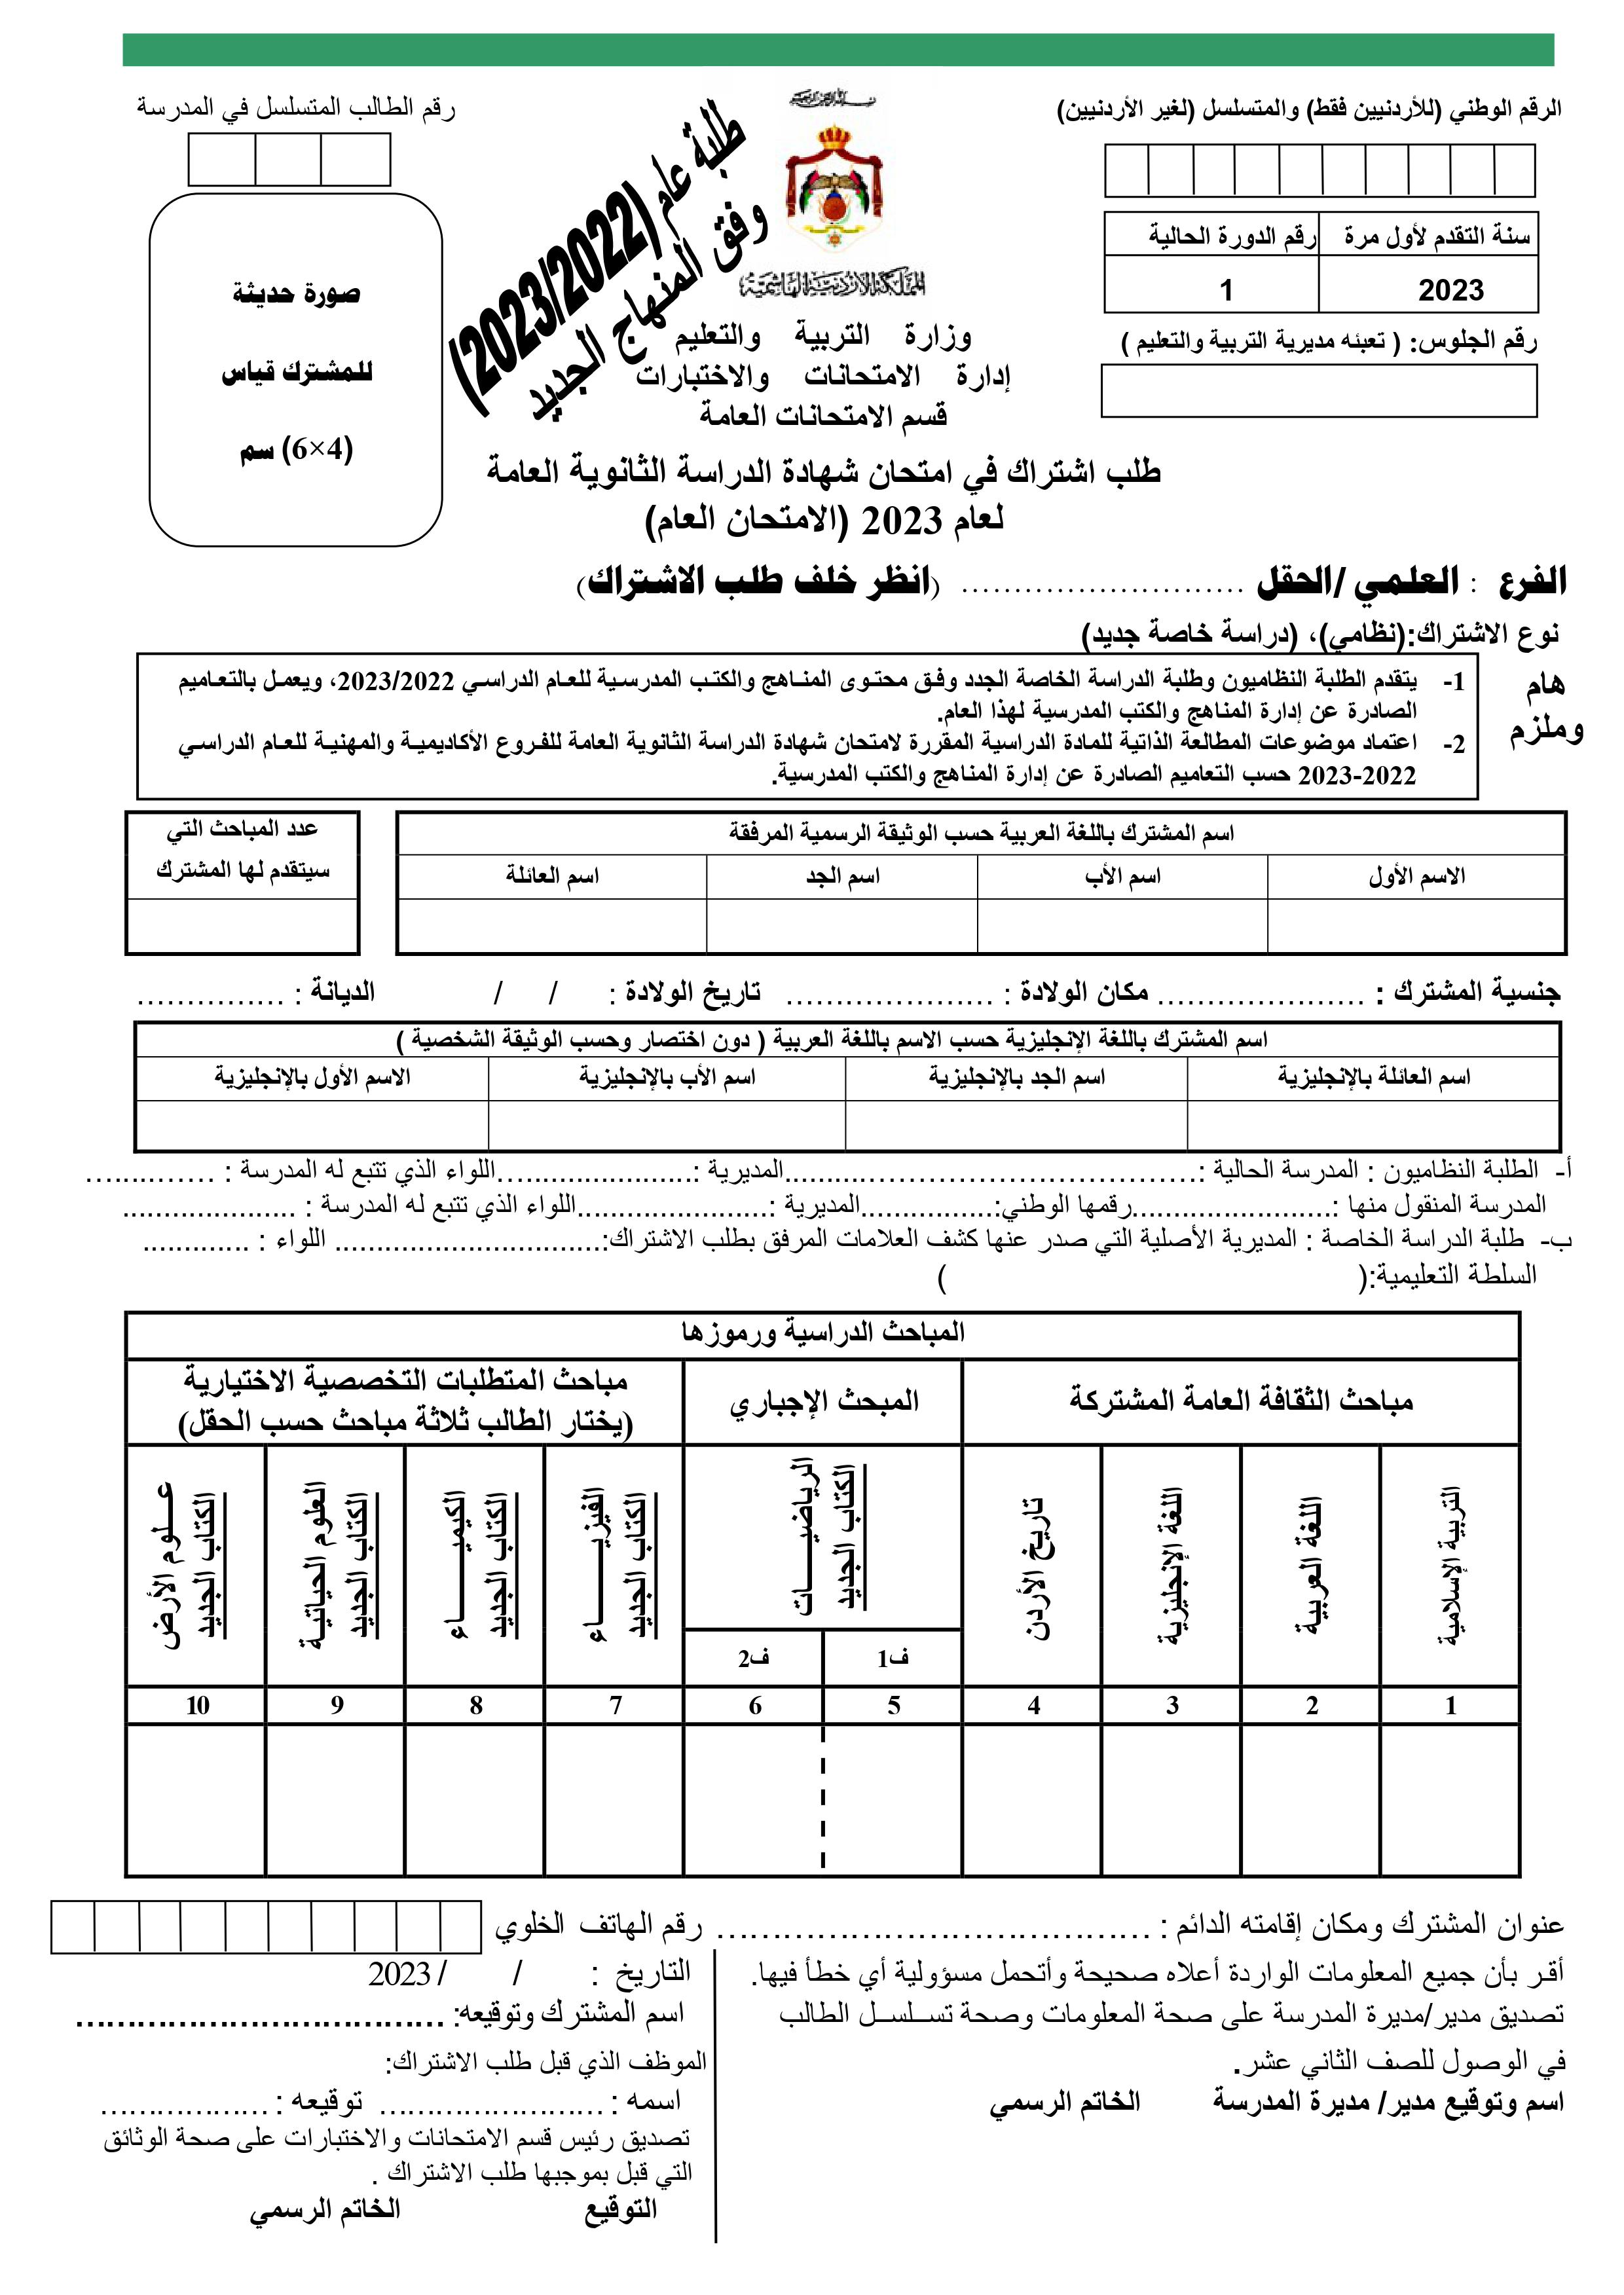 الرقم الوطني (للأردنيين فقط) والمتسلسل (لغير الأردنيين)
سنة التقدم لأول مرة رقم الدورة الحالية
2023 1
رقم الجلوس: ( تعبئه مديرية التربية والتعليم )
المملكة الأردنية الهاشمية
وزارة التربية والتعليم
إدارة الامتحانات والاختبارات
قسم الامتحانات العامة
طلبة عام (2023/2022)
وفق المنهاج الجديد
رقم الطالب المتسلسل في المدرسة
صورة حديثة
للمشترك قياس
(4×6) سم
طلب اشتراك في امتحان شهادة الدراسة الثانوية العامة
لعام 2023 (الامتحان العام)
الفرع : العلمي /الحقل ........................... (انظر خلف طلب الاشتراك)
نوع الاشتراك:(نظامي)، (دراسة خاصة جديد)
هام
وملزم
1- يتقدم الطلبة النظاميون وطلبة الدراسة الخاصة الجدد وفق محتوى المناهج والكتب المدرسية للعام الدراسي 2023/2022، ويعمل بالتعاميم
الصادرة عن إدارة المناهج والكتب المدرسية لهذا العام.
2- اعتماد موضوعات المطالعة الذاتية للمادة الدراسية المقررة لامتحان شهادة الدراسة الثانوية العامة للفروع الأكاديمية والمهنية للعام الدراسي
2022-2023 حسب التعاميم الصادرة عن إدارة المناهج والكتب المدرسية.
اسم المشترك باللغة العربية حسب الوثيقة الرسمية المرفقة
الاسم الأول اسم الأب اسم الجد اسم العائلة
عدد المباحث التي
سيتقدم لها المشترك
جنسية المشترك : ..................... مكان الولادة : ..................... تاريخ الولادة : / / الديانة : ...............
اسم المشترك باللغة الإنجليزية حسب الاسم باللغة العربية ( دون اختصار وحسب الوثيقة الشخصية )
اسم العائلة بالإنجليزية اسم الجد بالإنجليزية اسم الأب بالإنجليزية الاسم الأول بالإنجليزية
أ- الطلبة النظاميون : المدرسة الحالية :.......................................المديرية :.......................اللواء الذي تتبع له المدرسة : ...............
المدرسة المنقول منها :........................رقمها الوطني:................المديرية :.......................اللواء الذي تتبع له المدرسة : .....................
ب- طلبة الدراسة الخاصة : المديرية الأصلية التي صدر عنها كشف العلامات المرفق بطلب الاشتراك:................................ اللواء : .............
السلطة التعليمية:( )
المباحث الدراسية ورموزها
مباحث الثقافة العامة المشتركة
المبحث الإجباري
مباحث المتطلبات التخصصية الاختيارية
(يختار الطالب ثلاثة مباحث حسب الحقل)
التربية الإسلامية
اللغة العربية
اللغة الإنجليزية
تاريخ الأردن
الرياضيــــــات
الكتاب الجديد
ف1 ف2
الفيزيــــــاء
الكتاب الجديد
الكيميــــــاء
الكتاب الجديد
العلوم الحياتية
الكتاب الجديد
عـــلوم الأرض
الكتاب الجديد
1 2 3 4 5 6 7 8 9 10
عنوان المشترك ومكان إقامته الدائم : ...................................... رقم الهاتف الخلوي
أقر بأن جميع المعلومات الواردة أعلاه صحيحة وأتحمل مسؤولية أي خطأ فيها.
تصديق مدير/مديرة المدرسة على صحة المعلومات وصحة تســلســل الطالب
في الوصول للصف الثاني عشر.
اسم وتوقيع مدير/ مديرة المدرسة الخاتم الرسمي
التاريخ : / / 2023
اسم المشترك وتوقيعه: ....................................
الموظف الذي قبل طلب الاشتراك:
اسمه : ........................ توقيعه : ..................
تصديق رئيس قسم الامتحانات والاختبارات على صحة الوثائق
التي قبل بموجبها طلب الاشتراك .
التوقيع الخاتم الرسمي